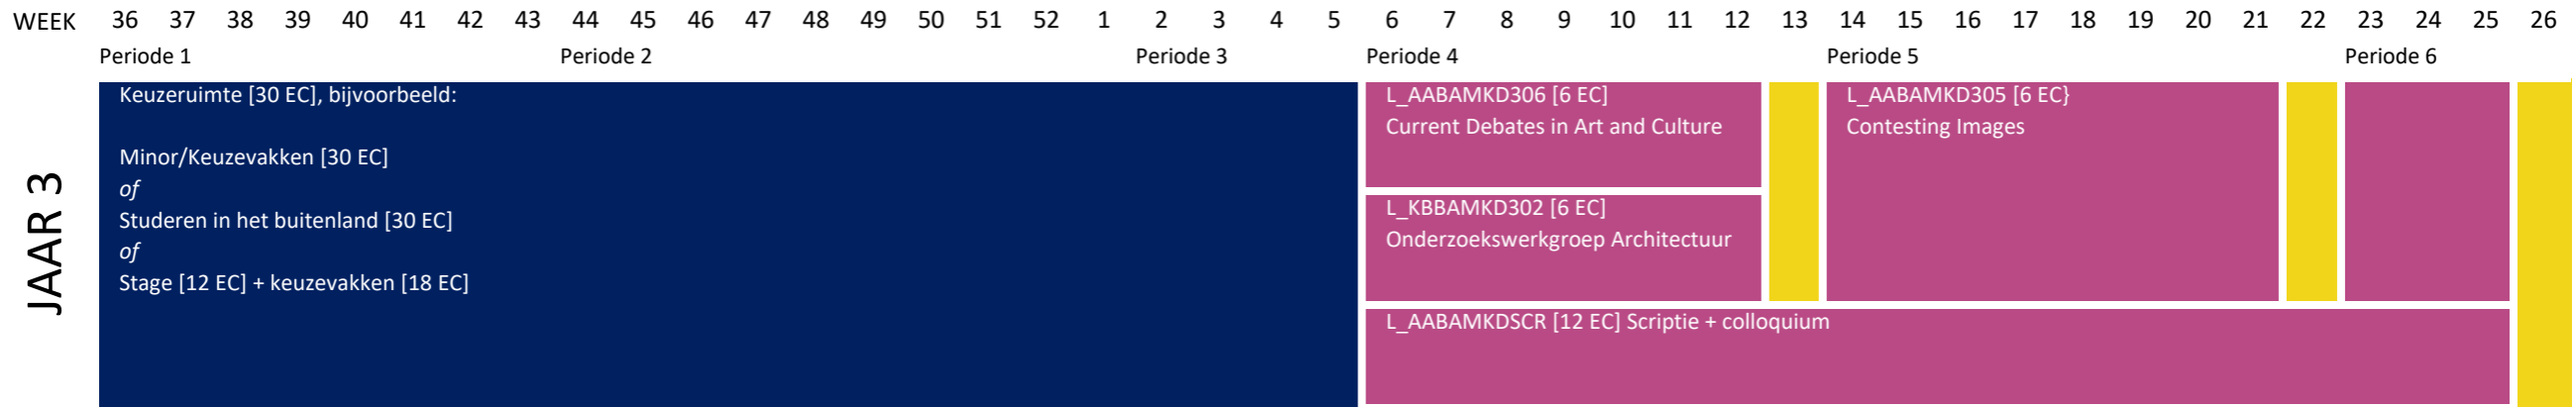 WEEK 36 37 38 39 40 41 42 43 44 45 46 47 48 49 50 51 52 1 2 3 4 5 6 7 8 9 10 11 12 13 14 15 16 17 18 19 20 21 22 23 24 25 26
Periode 1 Periode 2 Periode 3 Periode 4 Periode 5 Periode 6
JAAR 3
Keuzeruimte [30 EC], bijvoorbeeld:
Minor/Keuzevakken [30 EC]
of
Studeren in het buitenland [30 EC]
of
Stage [12 EC] + keuzevakken [18 EC]
L_AABAMKD306 [6 EC]
Current Debates in Art and Culture
L_KBBAMKD302 [6 EC]
Onderzoekswerkgroep Architectuur
L_AABAMKD305 [6 EC}
Contesting Images
L_AABAMKDSCR [12 EC] Scriptie + colloquium